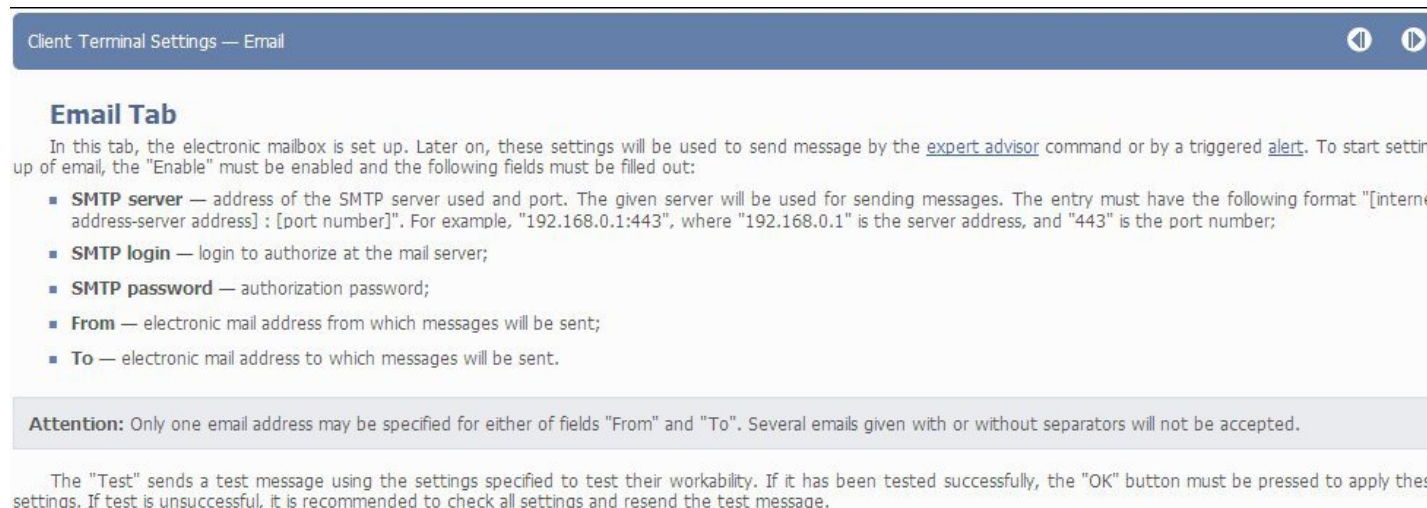 Client Terminal Settings — Email
Email Tab
In this tab, the electronic mailbox is set up. Later on, these settings will be used to send message by the expert advisor command or by a triggered alert. To start settin
up of email, the "Enable" must be enabled and the following fields must be filled out:
SMTP server — address of the SMTP server used and port. The given server will be used for sending messages. The entry must have the following format "[interne
address-server address] : [port number]". For example, "192.168.0.1:443", where "192.168.0.1" is the server address, and "443" is the port number;
SMTP login — login to authorize at the mail server;
SMTP password — authorization password;
From — electronic mail address from which messages will be sent;
To — electronic mail address to which messages will be sent.
Attention: Only one email address may be specified for either of fields "From" and "To". Several emails given with or without separators will not be accepted.
The "Test" sends a test message using the settings specified to test their workability. If it has been tested successfully, the "OK" button must be pressed to apply thes
settings. If test is unsuccessful, it is recommended to check all settings and resend the test message.